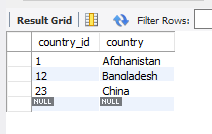 Result Grid Filter Rows:
country_id country
1 Afghanistan
12 Bangladesh
23 China
NULL NULL